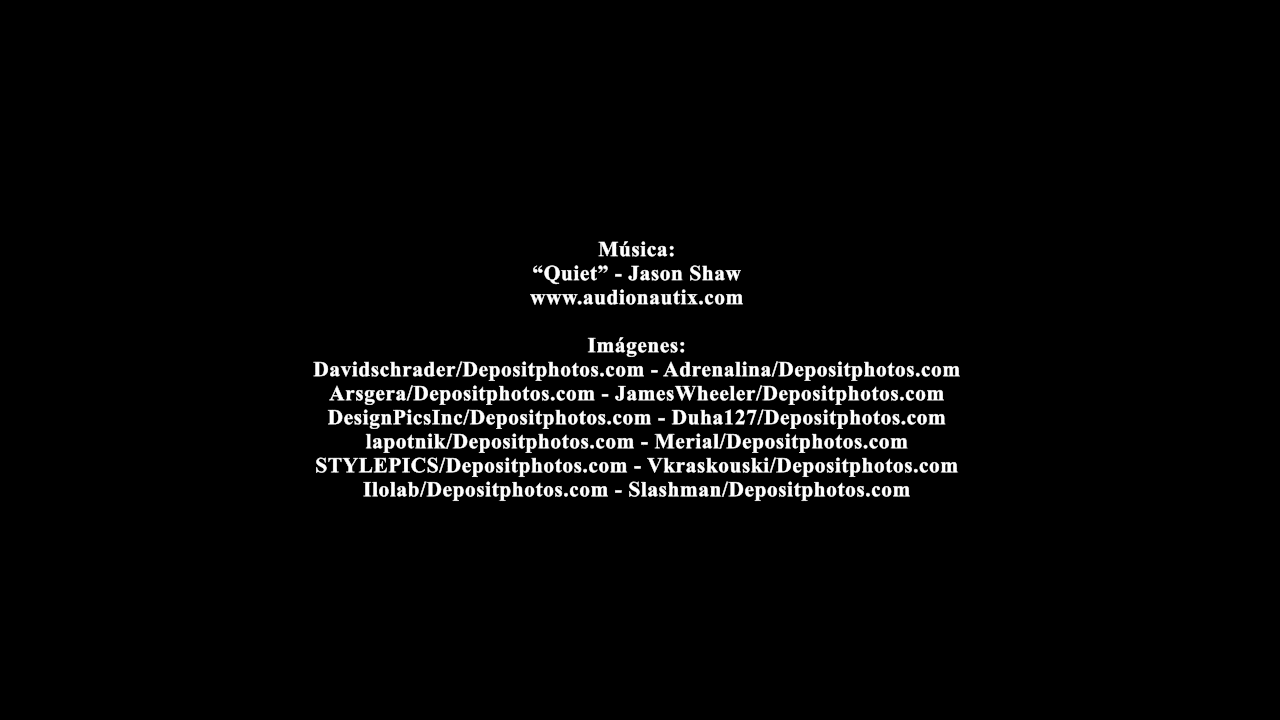 Música:
“Quiet” - Jason Shaw
www.audionautix.com
Imágenes:
Davidschrader/Depositphotos.com - Adrenalina/Depositphotos.com
Arsgera/Depositphotos.com - JamesWheeler/Depositphotos.com
DesignPicsInc/Depositphotos.com - Duha127/Depositphotos.com
lapotnik/Depositphotos.com - Merial/Depositphotos.com
STYLEPICS/Depositphotos.com - Vkraskouski/Depositphotos.com
Ilolab/Depositphotos.com - Slashman/Depositphotos.com